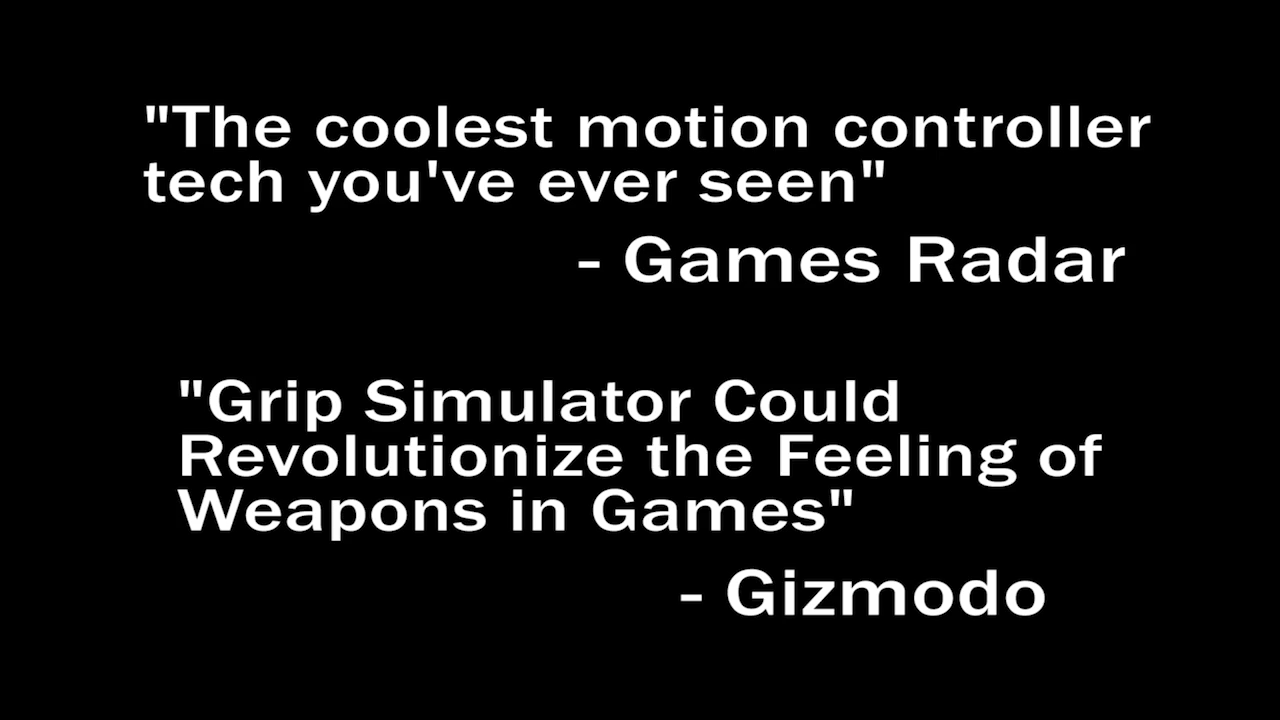 "The coolest motion controller
tech you've ever seen"
- Games Radar
"Grip Simulator Could
Revolutionize the Feeling of
Weapons in Games"
- Gizmodo